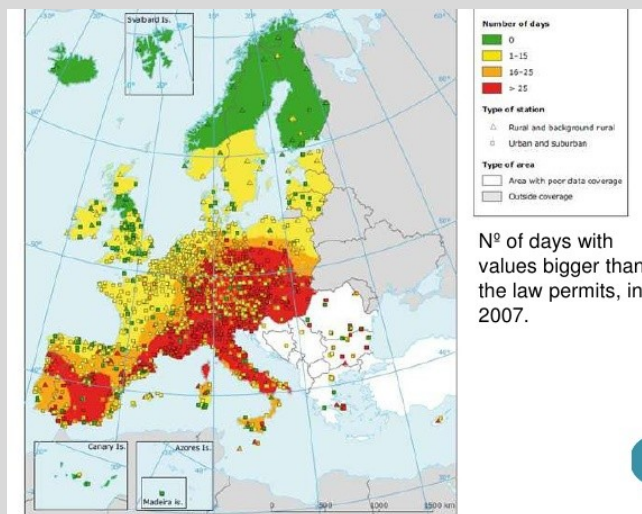 Svalbard Is.
Canary Is.
Azores Is.
Madeira Is.
0
500
1000
1500 km
Number of days
0
1–15
16–25
> 25
Type of station
Rural and background rural
Urban and suburban
Type of area
Area with poor data coverage
Outside coverage
Nº of days with
values bigger than
the law permits, in
2007.